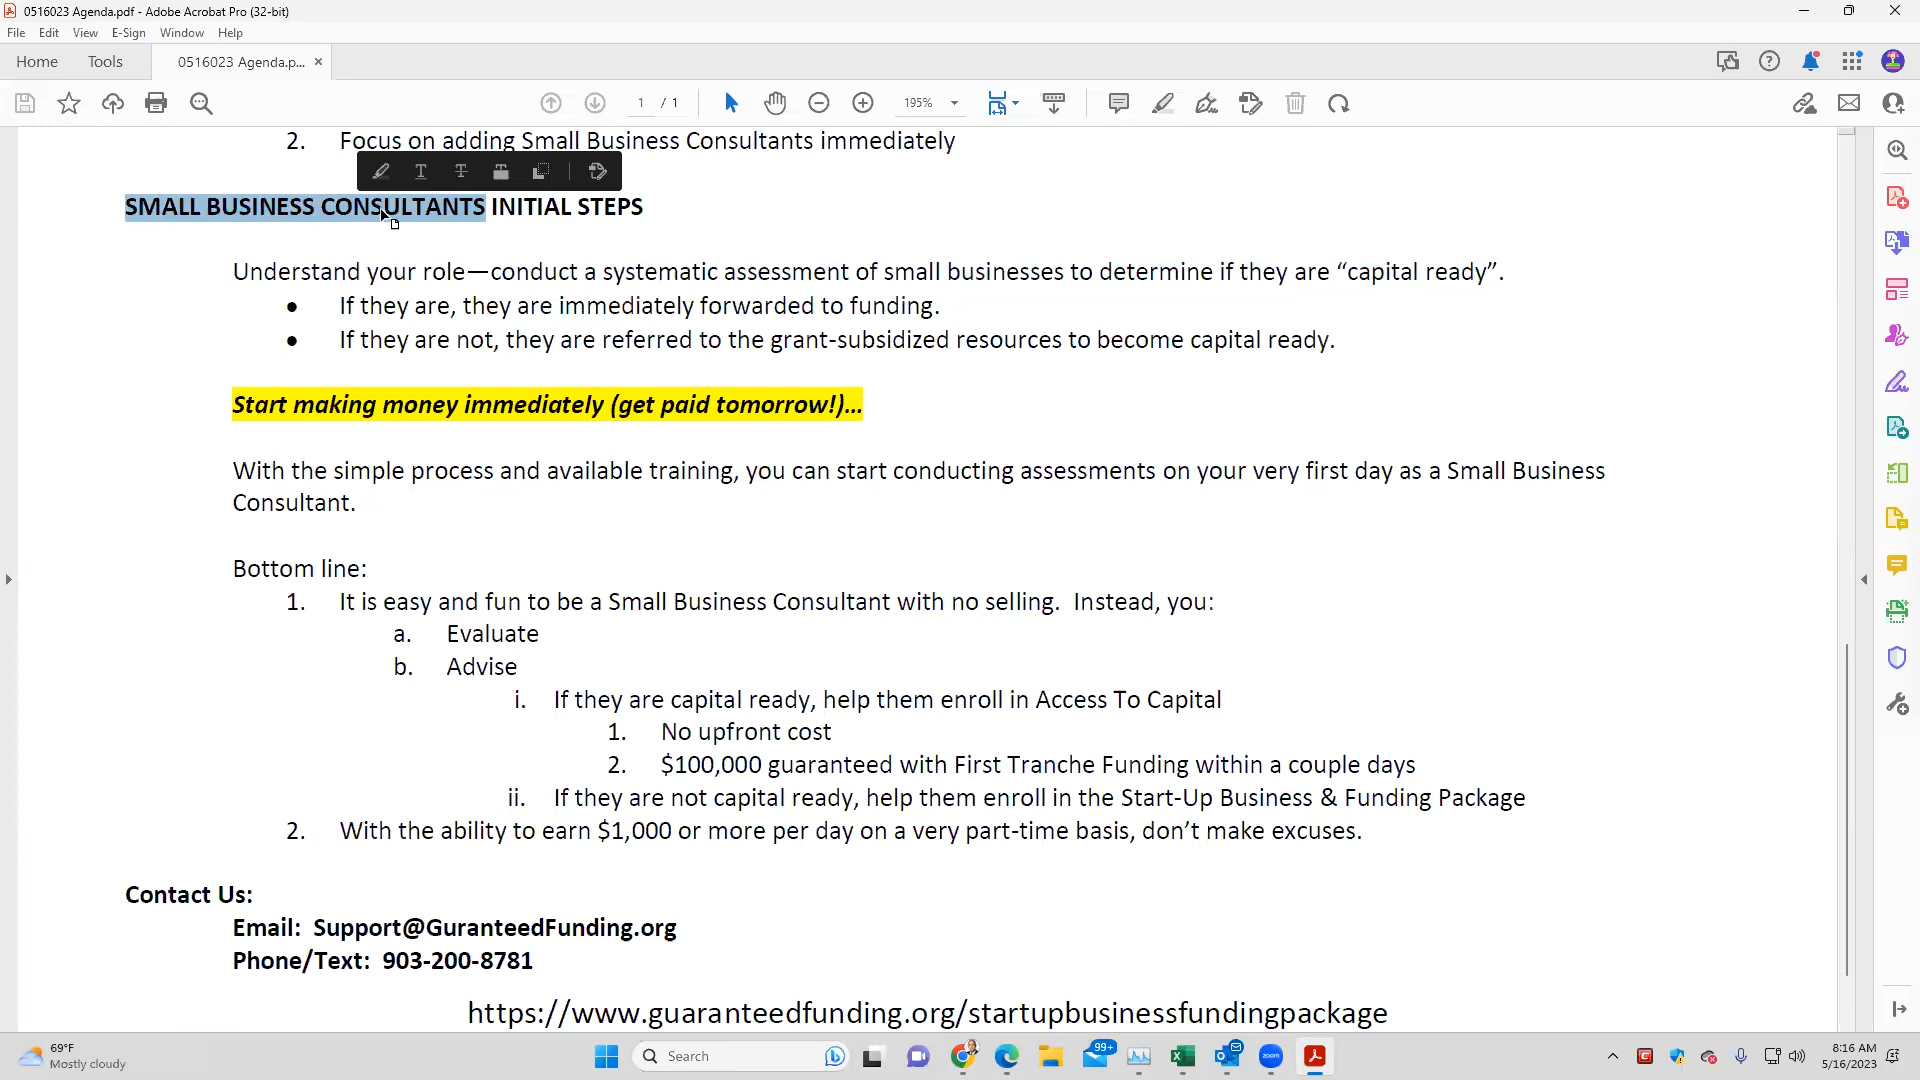 0516023 Agenda.pdf - Adobe Acrobat Pro (32-bit)
File Edit View E-Sign Window Help
Home Tools 0516023 Agenda.p... ×
1 / 1 195%
2. Focus on adding Small Business Consultants immediately
SMALL BUSINESS CONSULTANTS INITIAL STEPS
Understand your role—conduct a systematic assessment of small businesses to determine if they are “capital ready”.
• If they are, they are immediately forwarded to funding.
• If they are not, they are referred to the grant-subsidized resources to become capital ready.
Start making money immediately (get paid tomorrow!)…
With the simple process and available training, you can start conducting assessments on your very first day as a Small Business
Consultant.
Bottom line:
1. It is easy and fun to be a Small Business Consultant with no selling. Instead, you:
a. Evaluate
b. Advise
i. If they are capital ready, help them enroll in Access To Capital
1. No upfront cost
2. $100,000 guaranteed with First Tranche Funding within a couple days
ii. If they are not capital ready, help them enroll in the Start-Up Business & Funding Package
2. With the ability to earn $1,000 or more per day on a very part-time basis, don’t make excuses.
Contact Us:
Email: Support@GuranteedFunding.org
Phone/Text: 903-200-8781
https://www.guaranteedfunding.org/startupbusinessfundingpackage
69°F
Mostly cloudy
Search
99+
zoom
8:16 AM
5/16/2023